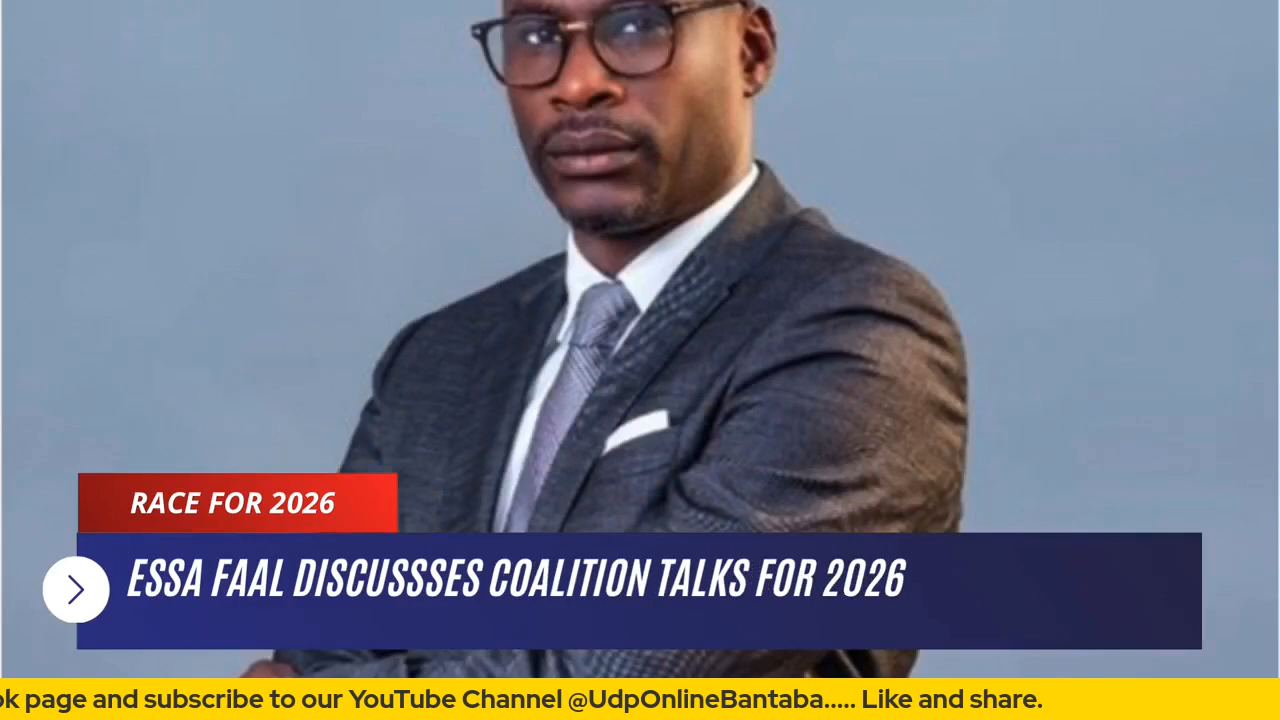 RACE FOR 2026
ESSA FAAL DISCUSSSES COALITION TALKS FOR 2026
ok page and subscribe to our YouTube Channel @UdpOnlineBantaba..... Like and share.